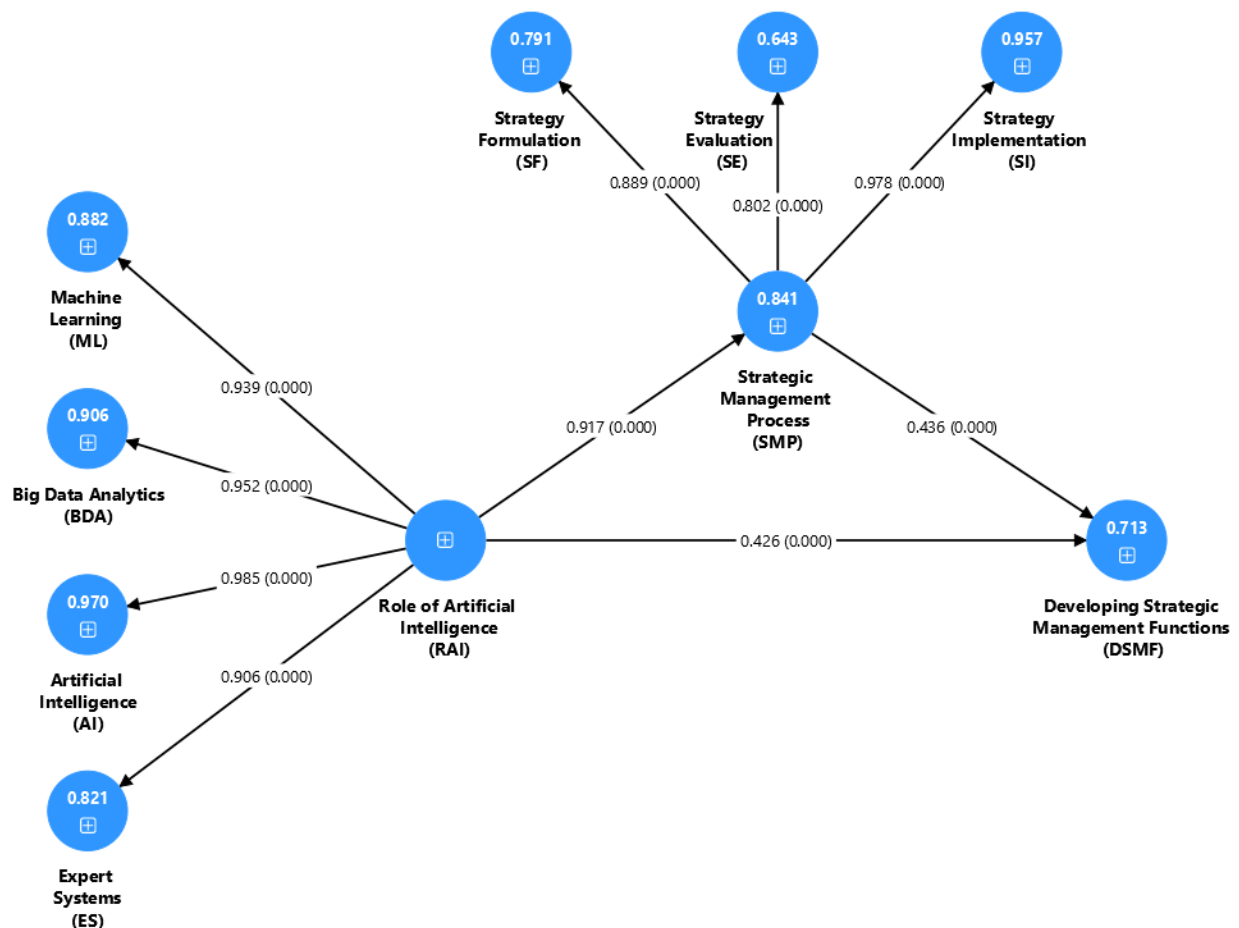 0.791
0.643
0.957
Strategy
Formulation
(SF)
Strategy
Evaluation
(SE)
Strategy
Implementation
(SI)
0.889 (0.000)
0.802 (0.000)
0.978 (0.000)
0.882
Machine
Learning
(ML)
0.841
Strategic
Management
Process
(SMP)
0.939 (0.000)
0.906
Big Data Analytics
(BDA)
0.952 (0.000)
0.917 (0.000)
0.436 (0.000)
0.985 (0.000)
0.970
Artificial
Intelligence
(AI)
Role of Artificial
Intelligence
(RAI)
0.426 (0.000)
0.713
Developing Strategic
Management Functions
(DSMF)
0.906 (0.000)
0.821
Expert
Systems
(ES)